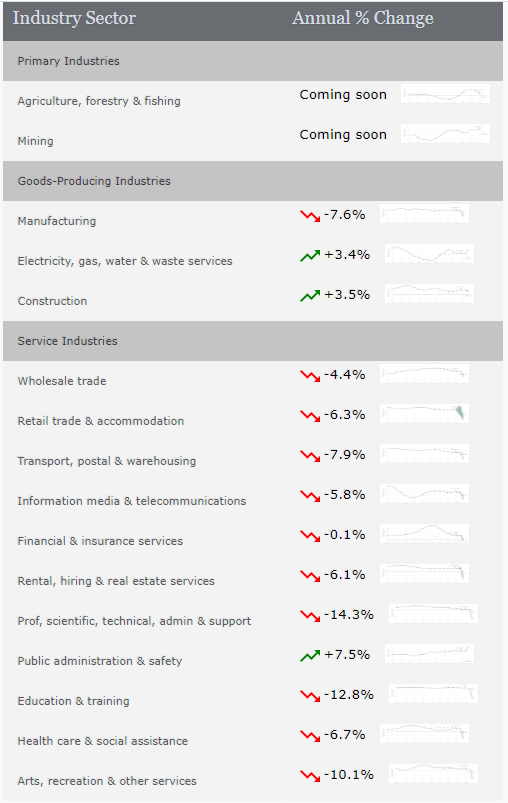 Industry Sector Annual % Change
Primary Industries
Agriculture, forestry & fishing Coming soon
Mining Coming soon
Goods-Producing Industries
Manufacturing -7.6%
Electricity, gas, water & waste services +3.4%
Construction +3.5%
Service Industries
Wholesale trade -4.4%
Retail trade & accommodation -6.3%
Transport, postal & warehousing -7.9%
Information media & telecommunications -5.8%
Financial & insurance services -0.1%
Rental, hiring & real estate services -6.1%
Prof, scientific, technical, admin & support -14.3%
Public administration & safety +7.5%
Education & training -12.8%
Health care & social assistance -6.7%
Arts, recreation & other services -10.1%